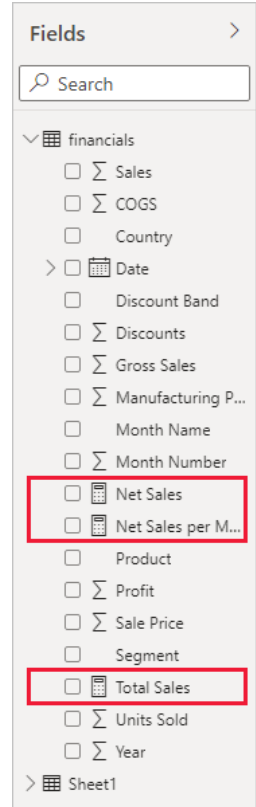 Fields
Search
financials
Sales
COGS
Country
Date
Discount Band
Discounts
Gross Sales
Manufacturing P...
Month Name
Month Number
Net Sales
Net Sales per M...
Product
Profit
Sale Price
Segment
Total Sales
Units Sold
Year
Sheet1